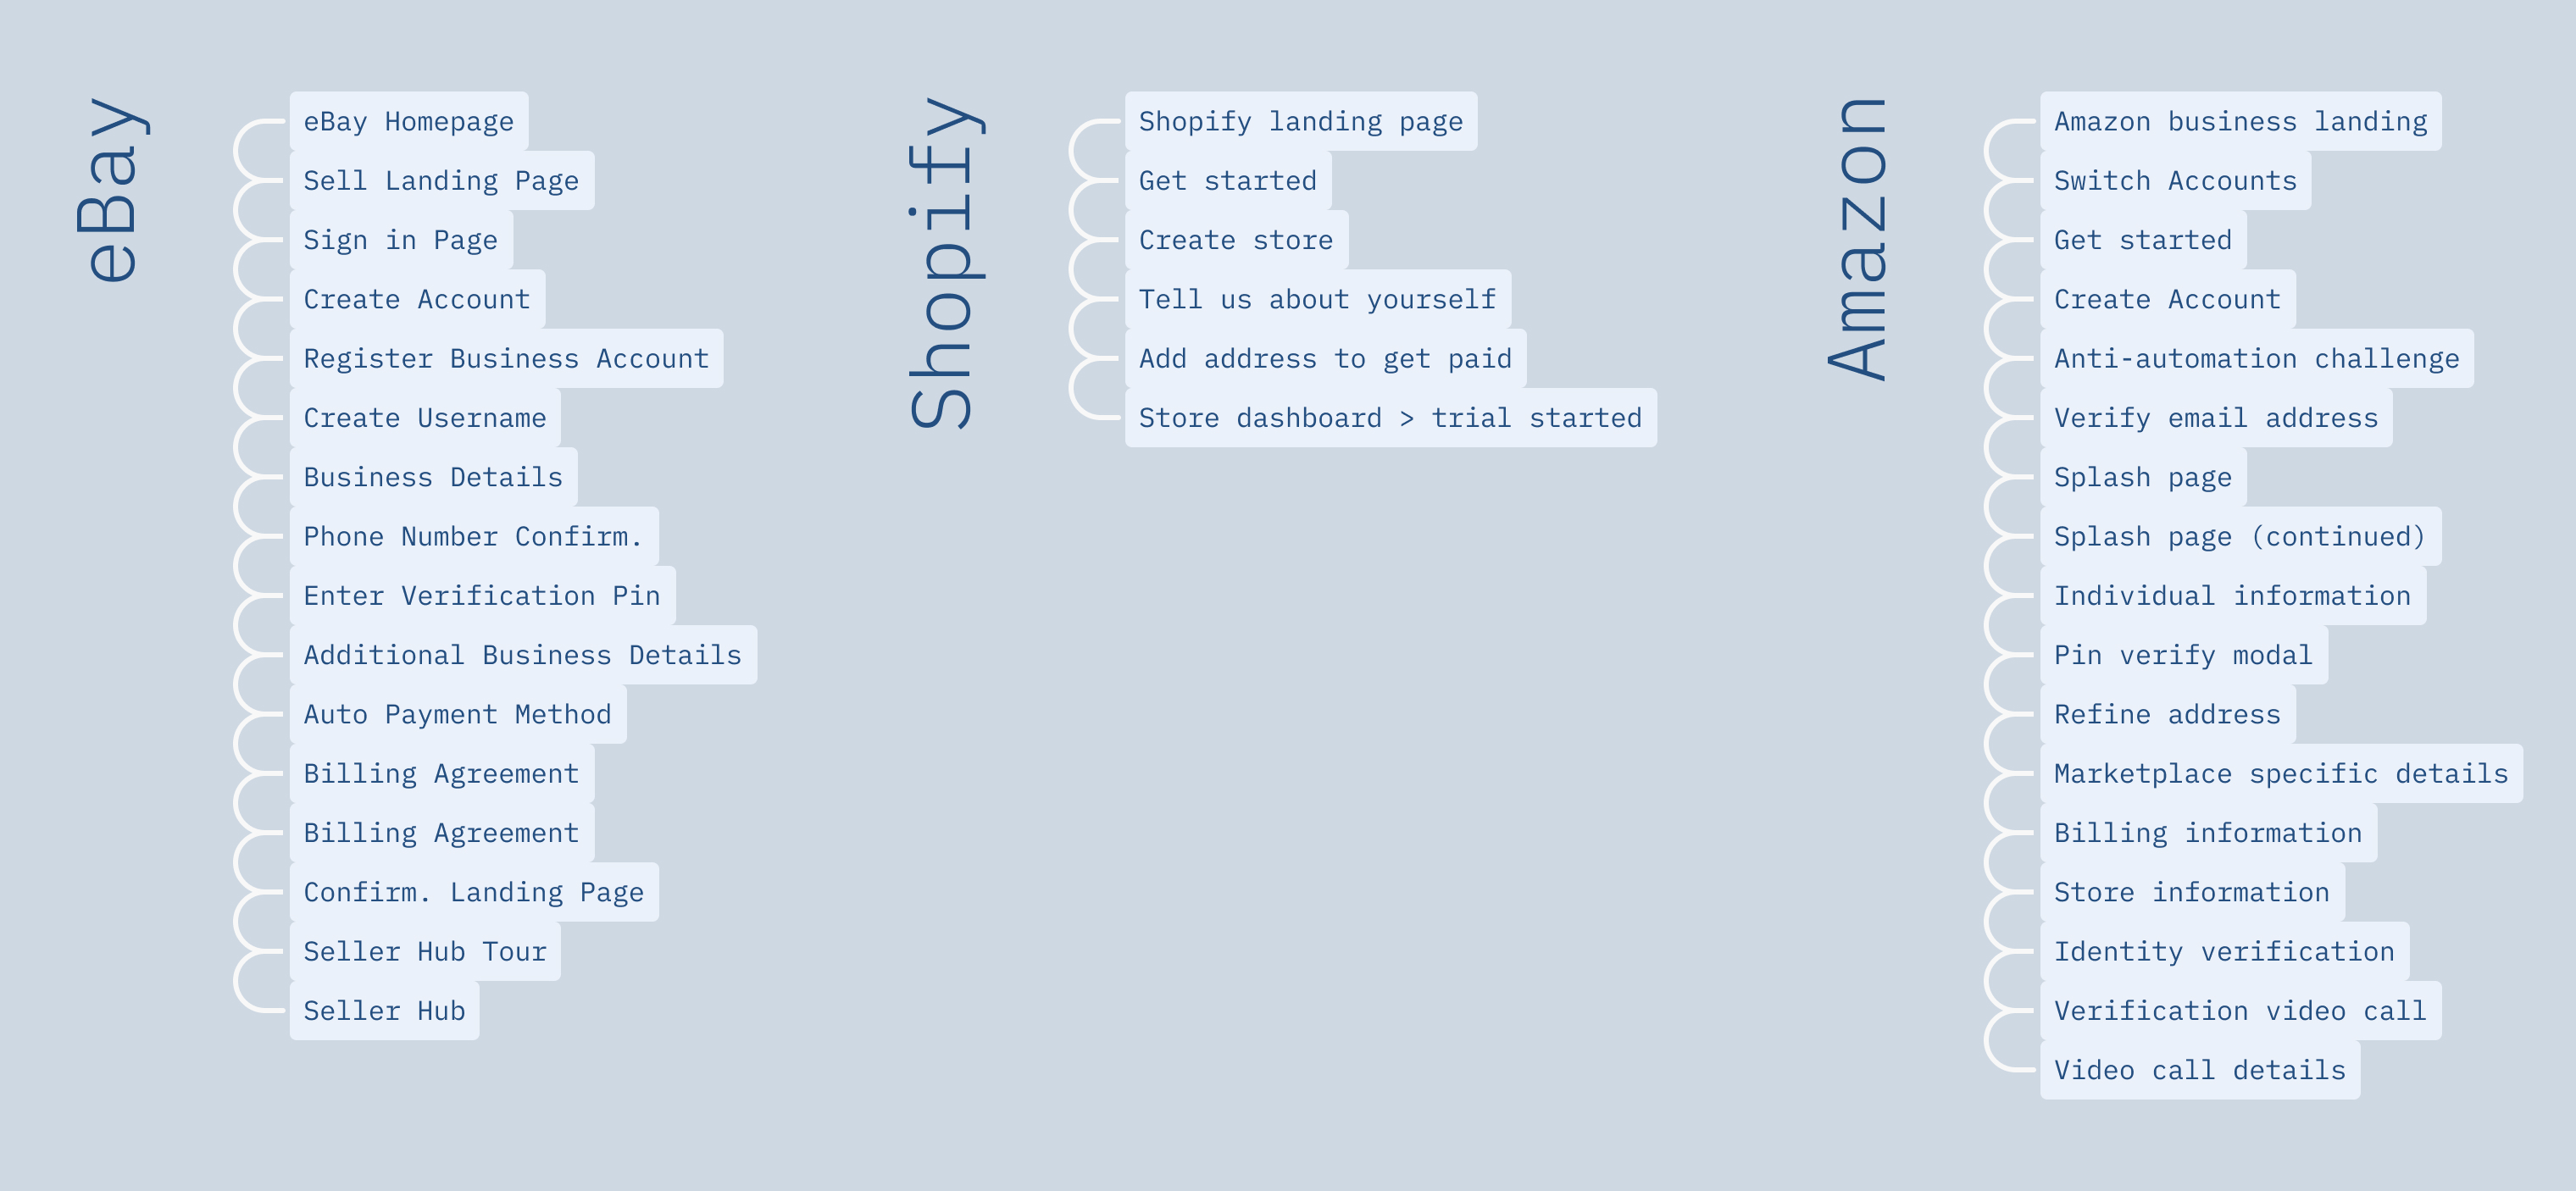 eBay
eBay Homepage
Sell Landing Page
Sign in Page
Create Account
Register Business Account
Create Username
Business Details
Phone Number Confirm.
Enter Verification Pin
Additional Business Details
Auto Payment Method
Billing Agreement
Billing Agreement
Confirm. Landing Page
Seller Hub Tour
Seller Hub
Shopify
Shopify landing page
Get started
Create store
Tell us about yourself
Add address to get paid
Store dashboard > trial started
Amazon
Amazon business landing
Switch Accounts
Get started
Create Account
Anti-automation challenge
Verify email address
Splash page
Splash page (continued)
Individual information
Pin verify modal
Refine address
Marketplace specific details
Billing information
Store information
Identity verification
Verification video call
Video call details